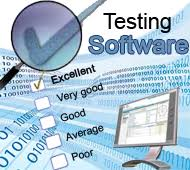 Testing
Software
Excellent
Very good
Good
Average
Poor